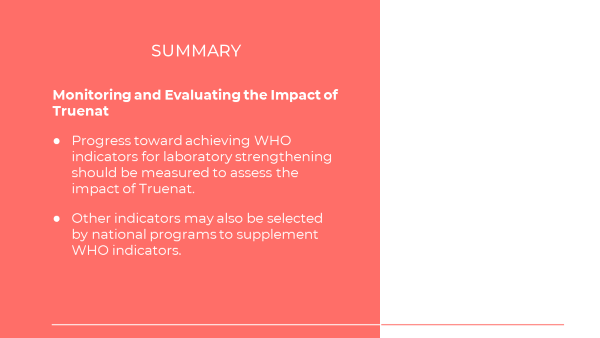 SUMMARY
Monitoring and Evaluating the Impact of
Truenat
● Progress toward achieving WHO
indicators for laboratory strengthening
should be measured to assess the
impact of Truenat.
● Other indicators may also be selected
by national programs to supplement
WHO indicators.